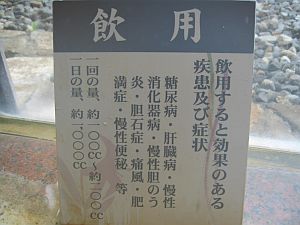 飲用
飲用すると効果のある
疾患及び症状
糖尿病・肝臓病・慢性
消化器病・慢性胆のう
炎・胆石症・痛風・肥
満症・慢性便秘 等
一回の量、約一〇〇cc〜約二〇〇cc
一日の量、約一、〇〇〇cc